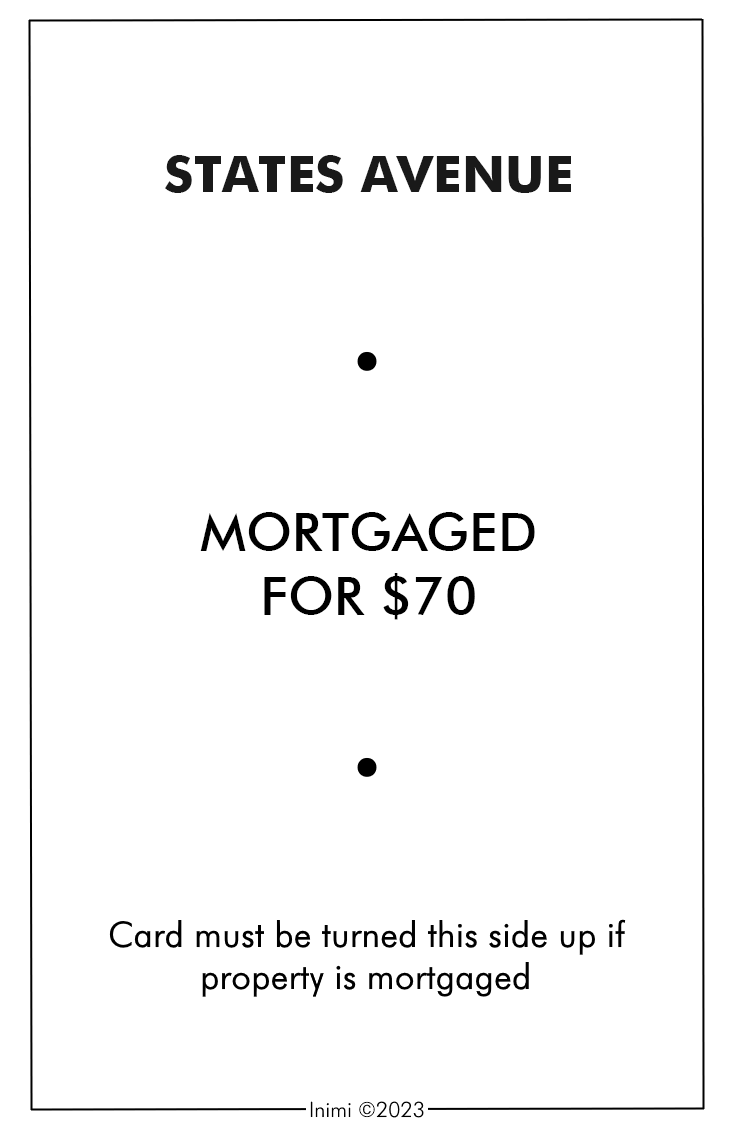 STATES AVENUE
MORTGAGED
FOR $70
Card must be turned this side up if
property is mortgaged
Inimi ©2023